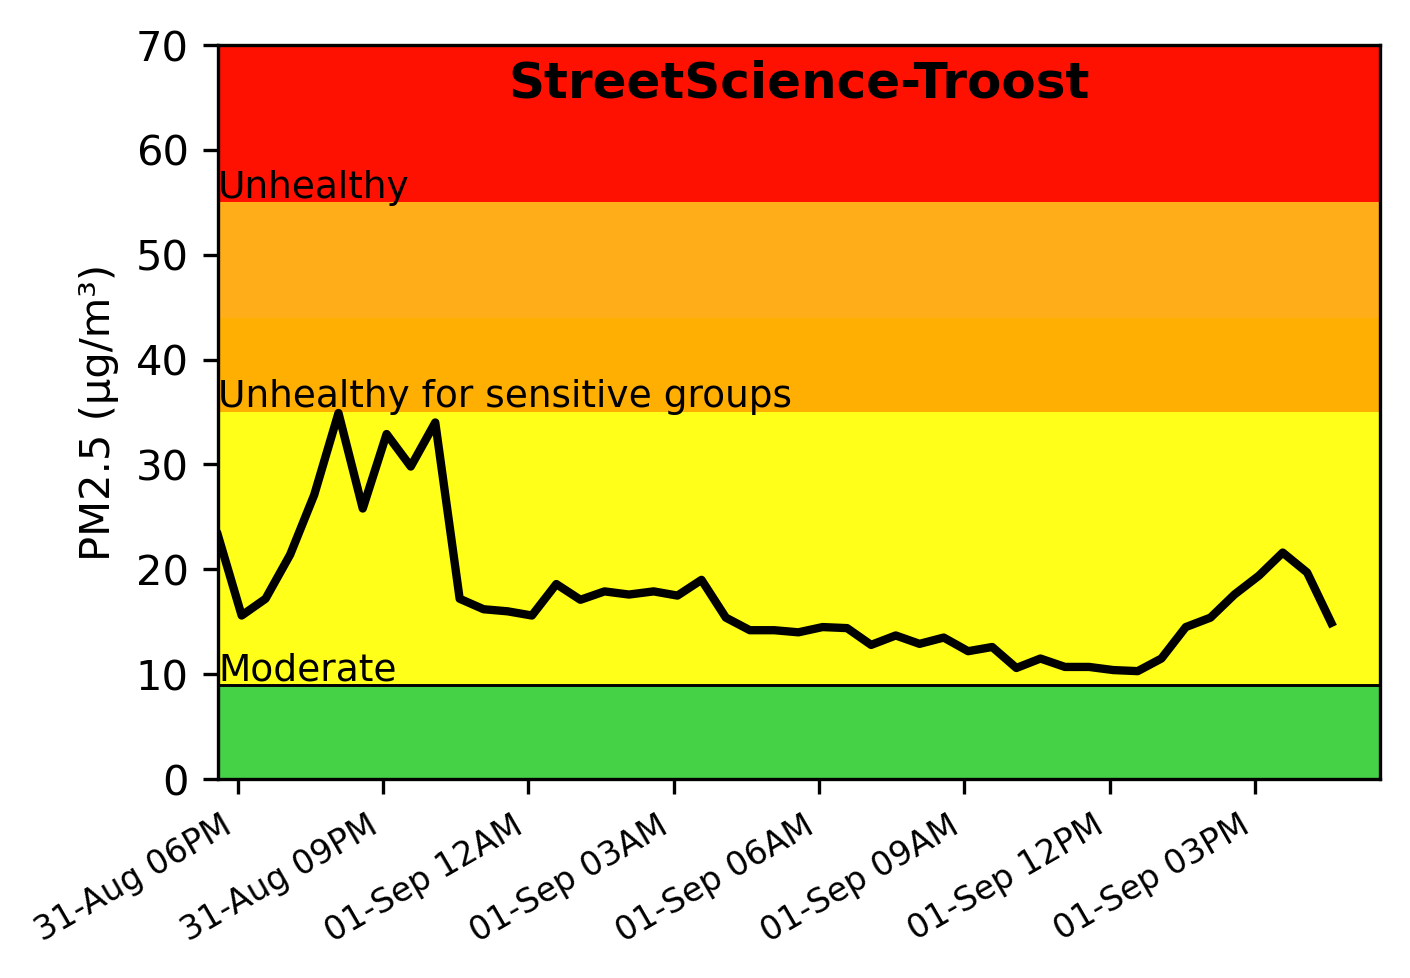 StreetScience-Troost
PM2.5 (µg/m³)
70
60
50
40
30
20
10
0
Unhealthy
Unhealthy for sensitive groups
Moderate
31-Aug 06PM
31-Aug 09PM
01-Sep 12AM
01-Sep 03AM
01-Sep 06AM
01-Sep 09AM
01-Sep 12PM
01-Sep 03PM